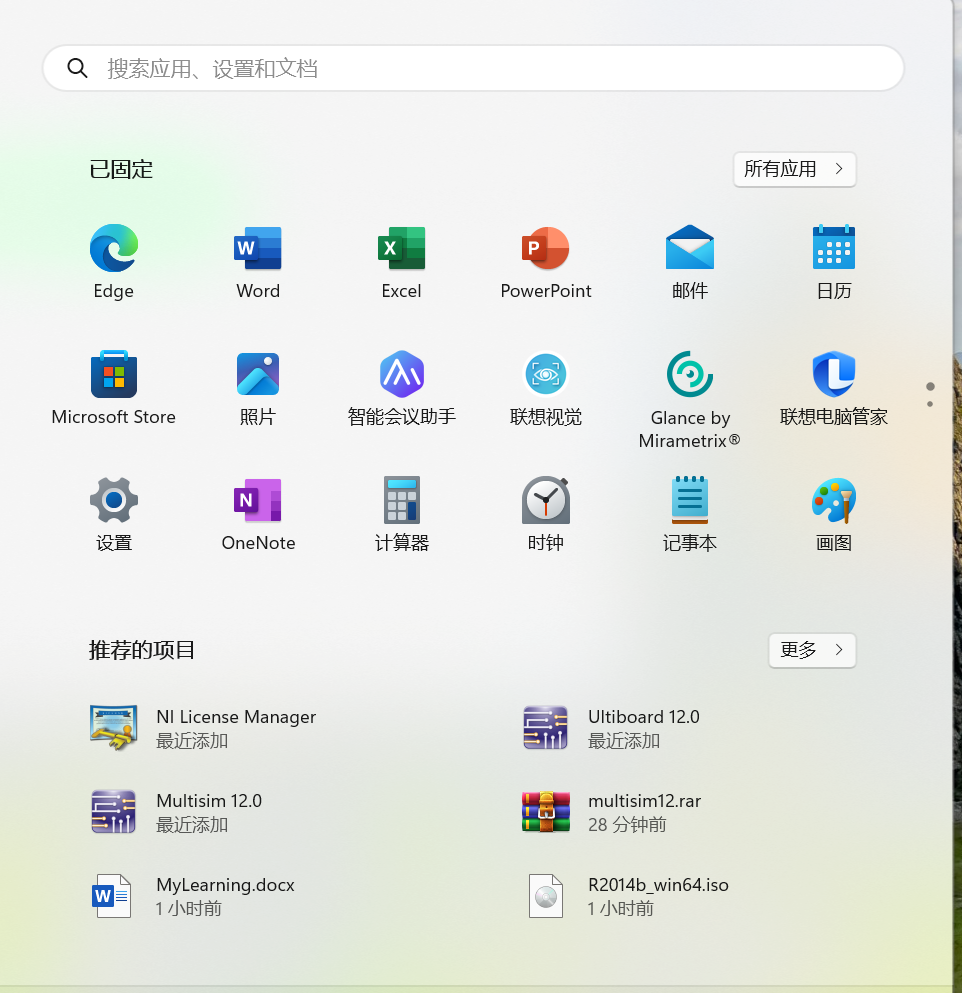 搜索应用、设置和文档
已固定
所有应用
Edge
Word
Excel
PowerPoint
邮件
日历
Microsoft Store
照片
智能会议助手
联想视觉
Glance by
Mirametrix®
联想电脑管家
设置
OneNote
计算器
时钟
记事本
画图
推荐的项目
更多
NI License Manager
最近添加
Ultiboard 12.0
最近添加
Multisim 12.0
最近添加
multisim12.rar
28 分钟前
MyLearning.docx
1 小时前
R2014b_win64.iso
1 小时前